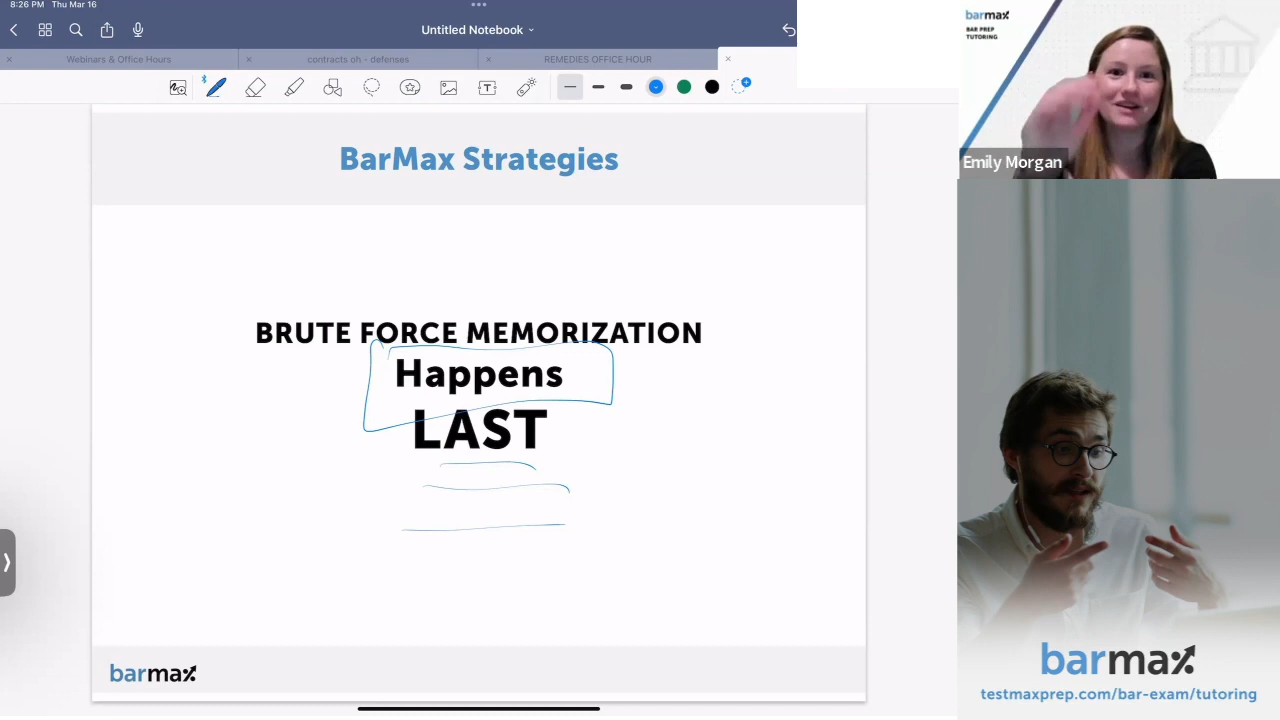 8:26 PM Thu Mar 16
Untitled Notebook
Webinars & Office Hours
contracts oh - defenses
REMEDIES OFFICE HOUR
T
BarMax Strategies
BRUTE FORCE MEMORIZATION
Happens
LAST
barmax
barmax
BAR PREP
TUTORING
Emily Morgan
barmax
testmaxprep.com/bar-exam/tutoring